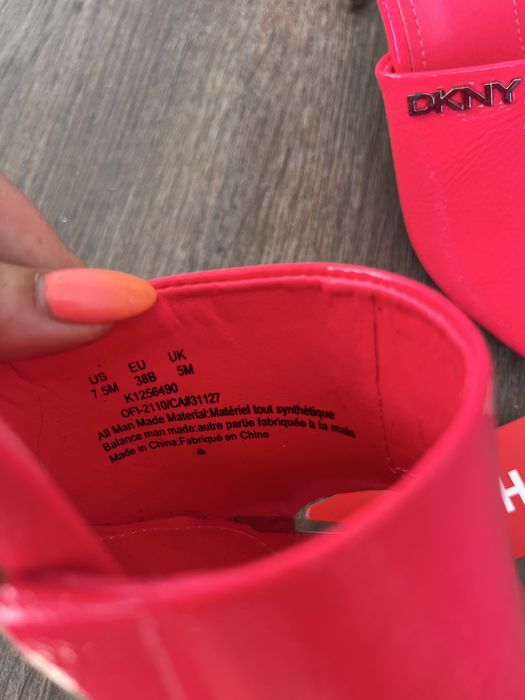 DKNY
US EU UK
7.5M 38B 5M
K1256490
OFI-2110/CA#31127
All Man Made Material:Matériel tout synthétique
Balance man made:autre partie fabriquée à la main
Made in China:Fabriqué en Chine
H